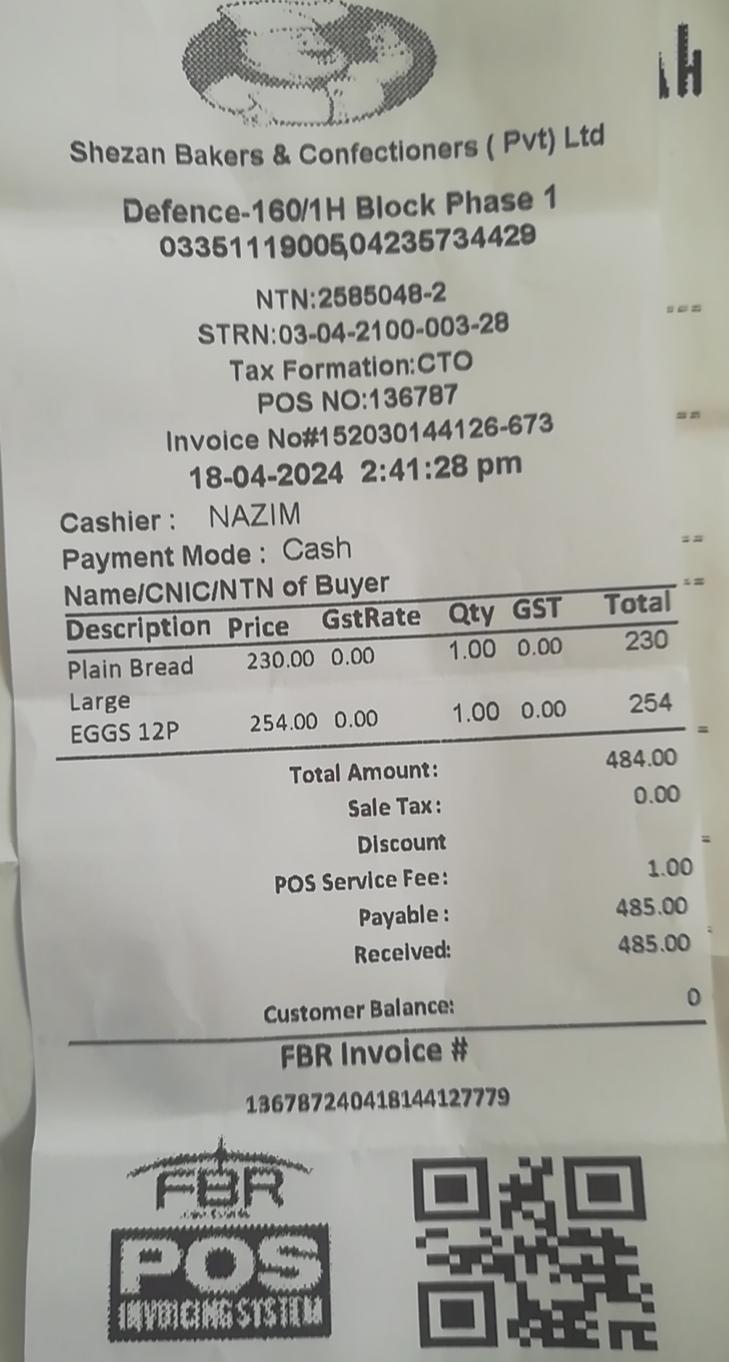 Shezan Bakers & Confectioners ( Pvt) Ltd
Defence-160/1H Block Phase 1
03351119005,04235734429
NTN:2585048-2
STRN:03-04-2100-003-28
Tax Formation:CTO
POS NO:136787
Invoice No#152030144126-673
18-04-2024 2:41:28 pm
Cashier : NAZIM
Payment Mode : Cash
Name/CNIC/NTN of Buyer
Description Price GstRate Qty GST Total
Plain Bread 230.00 0.00 1.00 0.00 230
Large
EGGS 12P 254.00 0.00 1.00 0.00 254
Total Amount: 484.00
Sale Tax: 0.00
Discount
POS Service Fee: 1.00
Payable: 485.00
Received: 485.00
Customer Balance: 0
FBR Invoice #
136787240418144127779
FBR
POS
INVOICING SYSTEM